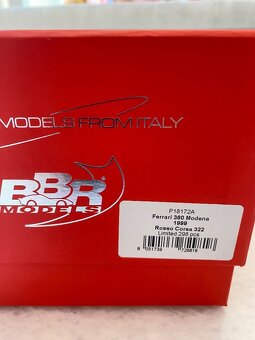 MODELS FROM ITALY
BBR
MODELS
P18172A
Ferrari 360 Modena
1999
Rosso Corsa 322
Limited 298 pcs